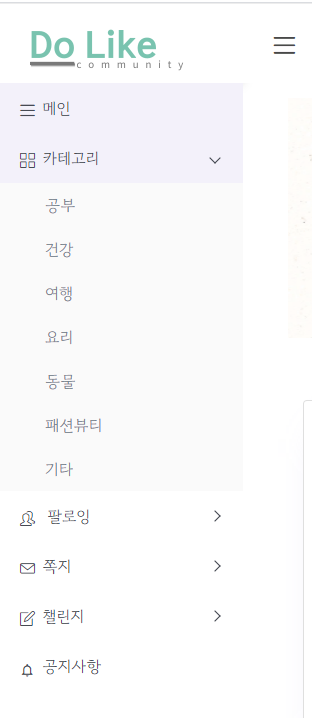 Do Like
community
메인
카테고리
공부
건강
여행
요리
동물
패션뷰티
기타
팔로잉
쪽지
챌린지
공지사항